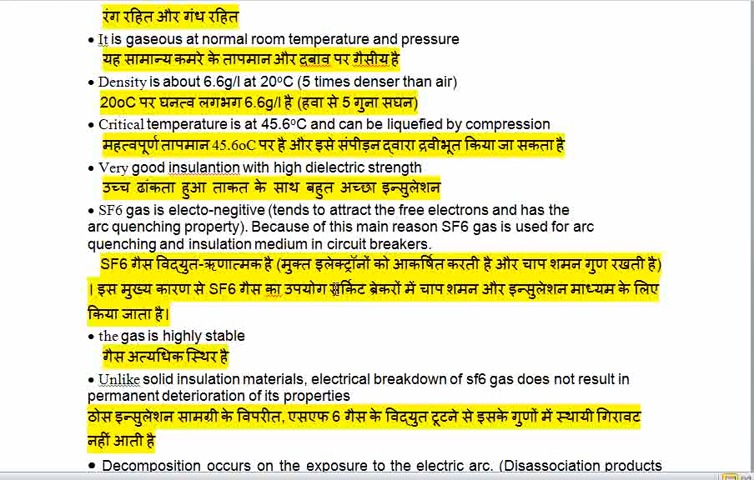 रंग रहित और गंध रहित
• It is gaseous at normal room temperature and pressure
यह सामान्य कमरे के तापमान और दबाव पर गैसीय है
• Density is about 6.6g/l at 20°C (5 times denser than air)
20oC पर घनत्व लगभग 6.6g/l है (हवा से 5 गुना सघन)
• Critical temperature is at 45.6°C and can be liquefied by compression
महत्वपूर्ण तापमान 45.6oC पर है और इसे संपीड़न द्वारा द्रवीभूत किया जा सकता है
• Very good insulantion with high dielectric strength
उच्च ढांकता हुआ ताकत के साथ बहुत अच्छा इन्सुलेशन
• SF6 gas is electo-negitive (tends to attract the free electrons and has the
arc quenching property). Because of this main reason SF6 gas is used for arc
quenching and insulation medium in circuit breakers.
SF6 गैस विद्युत-ऋणात्मक है (मुक्त इलेक्ट्रॉनों को आकर्षित करती है और चाप शमन गुण रखती है)
। इस मुख्य कारण से SF6 गैस का उपयोग सर्किट ब्रेकरों में चाप शमन और इन्सुलेशन माध्यम के लिए
किया जाता है।
• the gas is highly stable
गैस अत्यधिक स्थिर है
• Unlike solid insulation materials, electrical breakdown of sf6 gas does not result in
permanent deterioration of its properties
ठोस इन्सुलेशन सामग्री के विपरीत, एसएफ 6 गैस के विद्युत टूटने से इसके गुणों में स्थायी गिरावट
नहीं आती है
• Decomposition occurs on the exposure to the electric arc. (Disassociation products